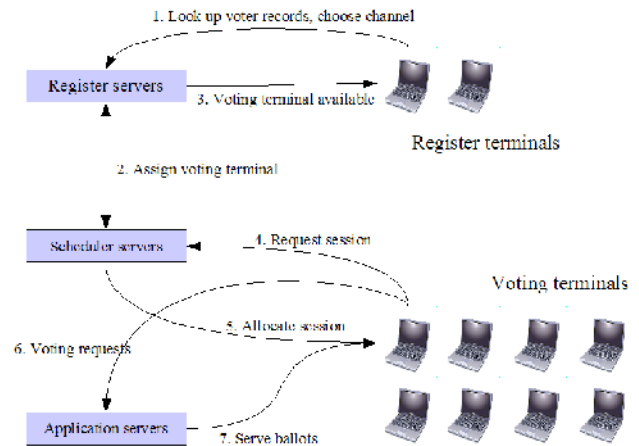 1. Look up voter records, choose channel
Register servers
3. Voting terminal available
Register terminals
2. Assign voting terminal
Scheduler servers
4. Request session
Voting terminals
5. Allocate session
6. Voting requests
Application servers
7. Serve ballots